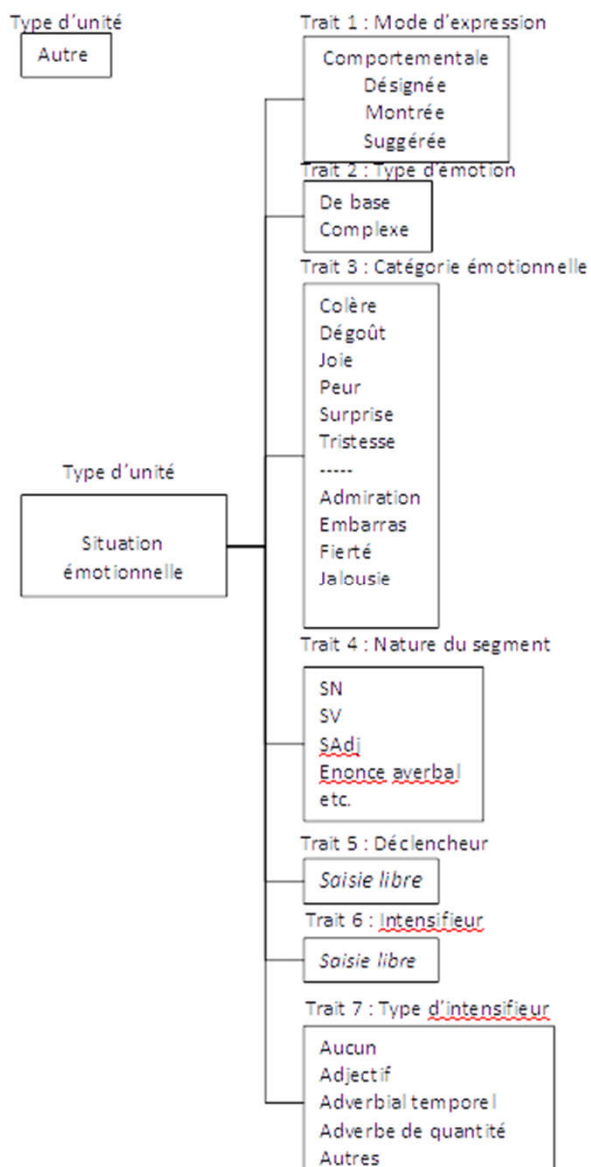 Type d'unité
Autre
Trait 1 : Mode d'expression
Comportementale
Désignée
Montrée
Suggérée
Trait 2 : Type d'émotion
De base
Complexe
Trait 3 : Catégorie émotionnelle
Colère
Dégoût
Joie
Peur
Surprise
Tristesse
-----
Admiration
Embarras
Fierté
Jalousie
Type d'unité
Situation
émotionnelle
Trait 4 : Nature du segment
SN
SV
SAdj
Enonce averbal
etc.
Trait 5 : Déclencheur
Saisie libre
Trait 6 : Intensifieur
Saisie libre
Trait 7 : Type d'intensifieur
Aucun
Adjectif
Adverbial temporel
Adverbe de quantité
Autres